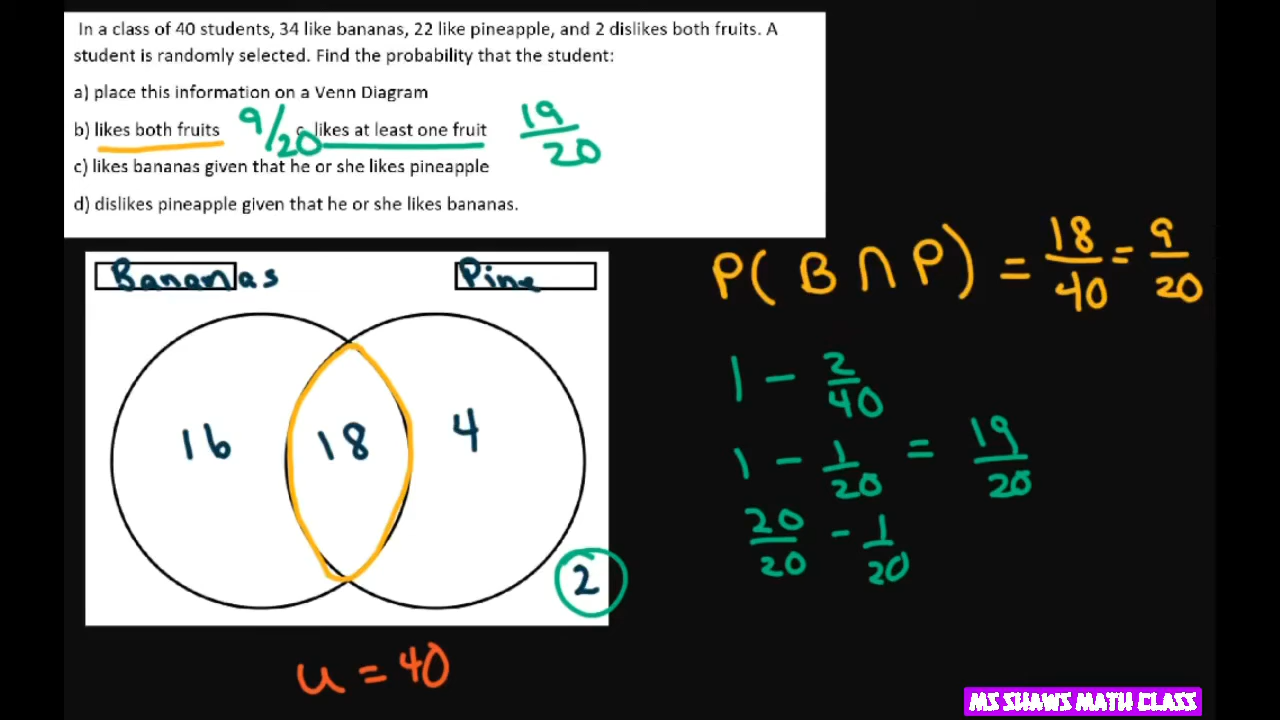 In a class of 40 students, 34 like bananas, 22 like pineapple, and 2 dislikes both fruits. A
student is randomly selected. Find the probability that the student:
a) place this information on a Venn Diagram
b) likes both fruits 9/20 c. likes at least one fruit 19/20
c) likes bananas given that he or she likes pineapple
d) dislikes pineapple given that he or she likes bananas.
Bananas Pine
P(B∩P) = 18/40 = 9/20
1 - 2/40
16 18 4
1 - 1/20 = 19/20
20/20 - 1/20
2
u = 40
MS SHAWS MATH CLASS